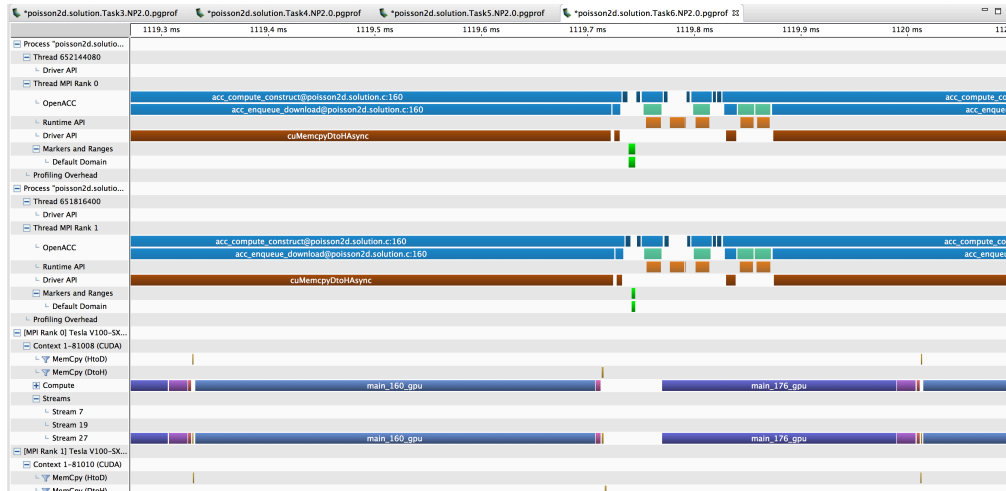 *poisson2d.solution.Task3.NP2.0.pgprof *poisson2d.solution.Task4.NP2.0.pgprof *poisson2d.solution.Task5.NP2.0.pgprof *poisson2d.solution.Task6.NP2.0.pgprof
1119.3 ms 1119.4 ms 1119.5 ms 1119.6 ms 1119.7 ms 1119.8 ms 1119.9 ms 1120 ms
Process "poisson2d.solutio...
Thread 652144080
Driver API
Thread MPI Rank 0
acc_compute_construct@poisson2d.solution.c:160 acc_compute_co
OpenACC
acc_enqueue_download@poisson2d.solution.c:160 acc_enque
Runtime API
Driver API cuMemcpyDtoHAsync
Markers and Ranges
Default Domain
Profiling Overhead
Process "poisson2d.solutio...
Thread 651816400
Driver API
Thread MPI Rank 1
acc_compute_construct@poisson2d.solution.c:160 acc_compute_co
OpenACC
acc_enqueue_download@poisson2d.solution.c:160 acc_enqueu
Runtime API
Driver API cuMemcpyDtoHAsync
Markers and Ranges
Default Domain
Profiling Overhead
[MPI Rank 0] Tesla V100-SX...
Context 1-81008 (CUDA)
MemCpy (HtoD)
MemCpy (DtoH)
Compute main_160_gpu main_176_gpu
Streams
Stream 7
Stream 19
Stream 27 main_160_gpu main_176_gpu
[MPI Rank 1] Tesla V100-SX...
Context 1-81010 (CUDA)
MemCpy (HtoD)
MemCpy (DtoH)